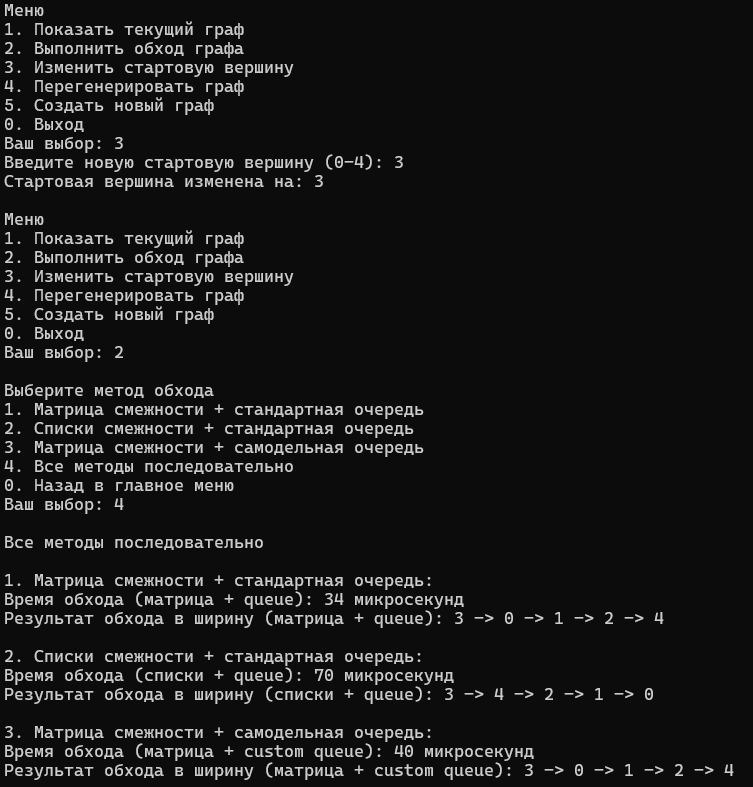 Меню
1. Показать текущий граф
2. Выполнить обход графа
3. Изменить стартовую вершину
4. Перегенерировать граф
5. Создать новый граф
0. Выход
Ваш выбор: 3
Введите новую стартовую вершину (0-4): 3
Стартовая вершина изменена на: 3

Меню
1. Показать текущий граф
2. Выполнить обход графа
3. Изменить стартовую вершину
4. Перегенерировать граф
5. Создать новый граф
0. Выход
Ваш выбор: 2

Выберите метод обхода
1. Матрица смежности + стандартная очередь
2. Списки смежности + стандартная очередь
3. Матрица смежности + самодельная очередь
4. Все методы последовательно
0. Назад в главное меню
Ваш выбор: 4

Все методы последовательно

1. Матрица смежности + стандартная очередь:
Время обхода (матрица + queue): 34 микросекунд
Результат обхода в ширину (матрица + queue): 3 -> 0 -> 1 -> 2 -> 4

2. Списки смежности + стандартная очередь:
Время обхода (списки + queue): 70 микросекунд
Результат обхода в ширину (списки + queue): 3 -> 4 -> 2 -> 1 -> 0

3. Матрица смежности + самодельная очередь:
Время обхода (матрица + custom queue): 40 микросекунд
Результат обхода в ширину (матрица + custom queue): 3 -> 0 -> 1 -> 2 -> 4